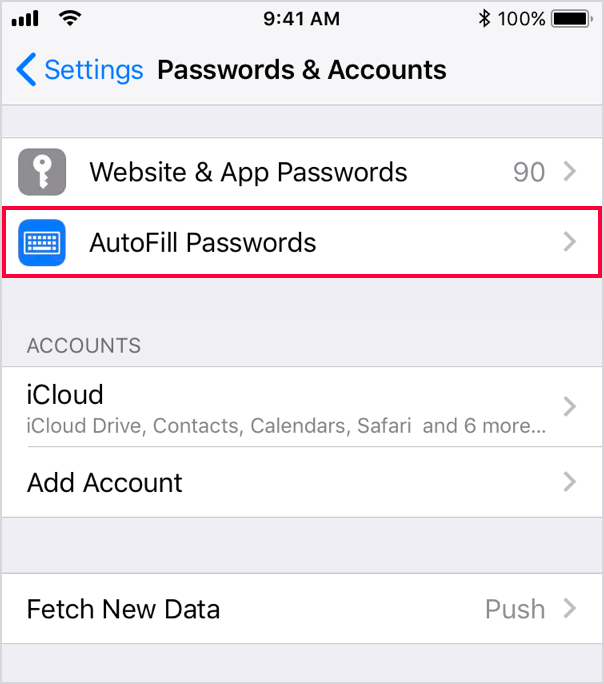 9:41 AM 100%
Settings Passwords & Accounts
Website & App Passwords 90
AutoFill Passwords
ACCOUNTS
iCloud
iCloud Drive, Contacts, Calendars, Safari and 6 more...
Add Account
Fetch New Data Push